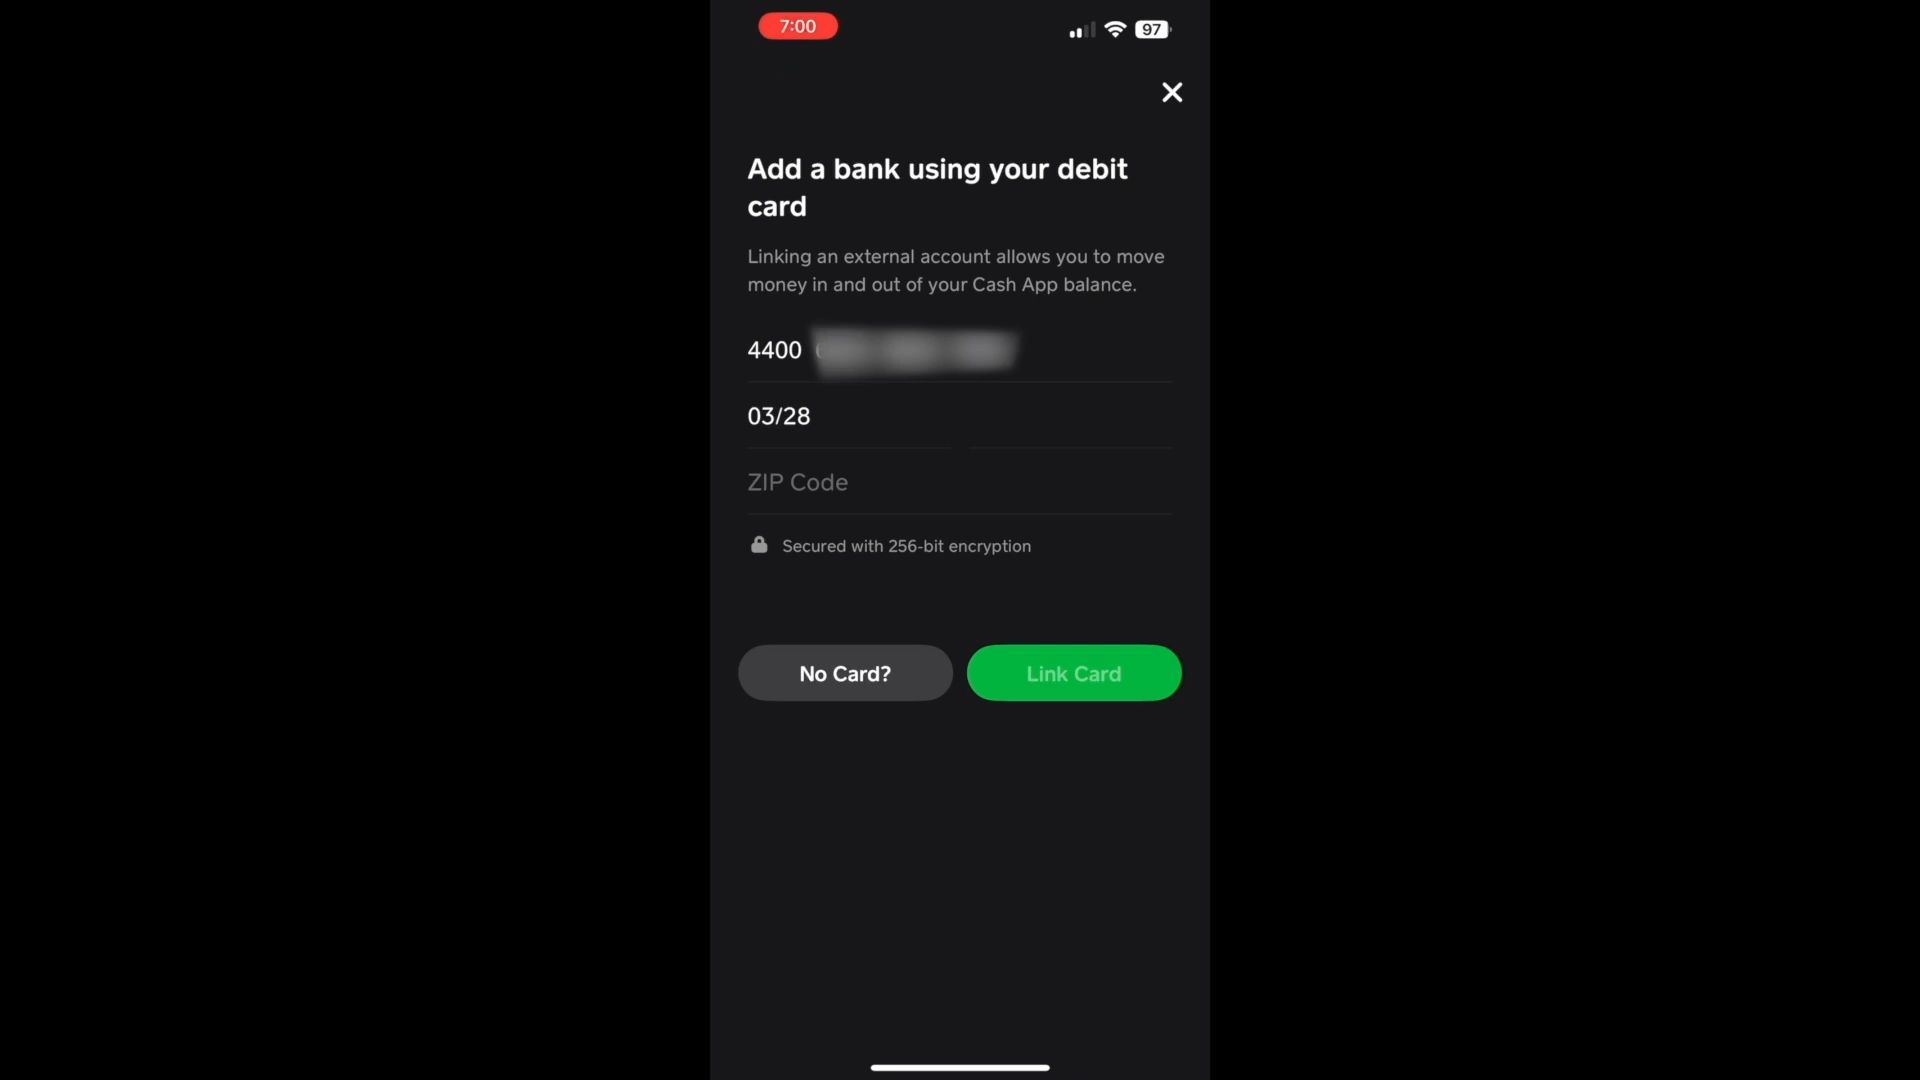 7:00
97
Add a bank using your debit
card
Linking an external account allows you to move
money in and out of your Cash App balance.
4400
03/28
ZIP Code
Secured with 256-bit encryption
No Card?
Link Card